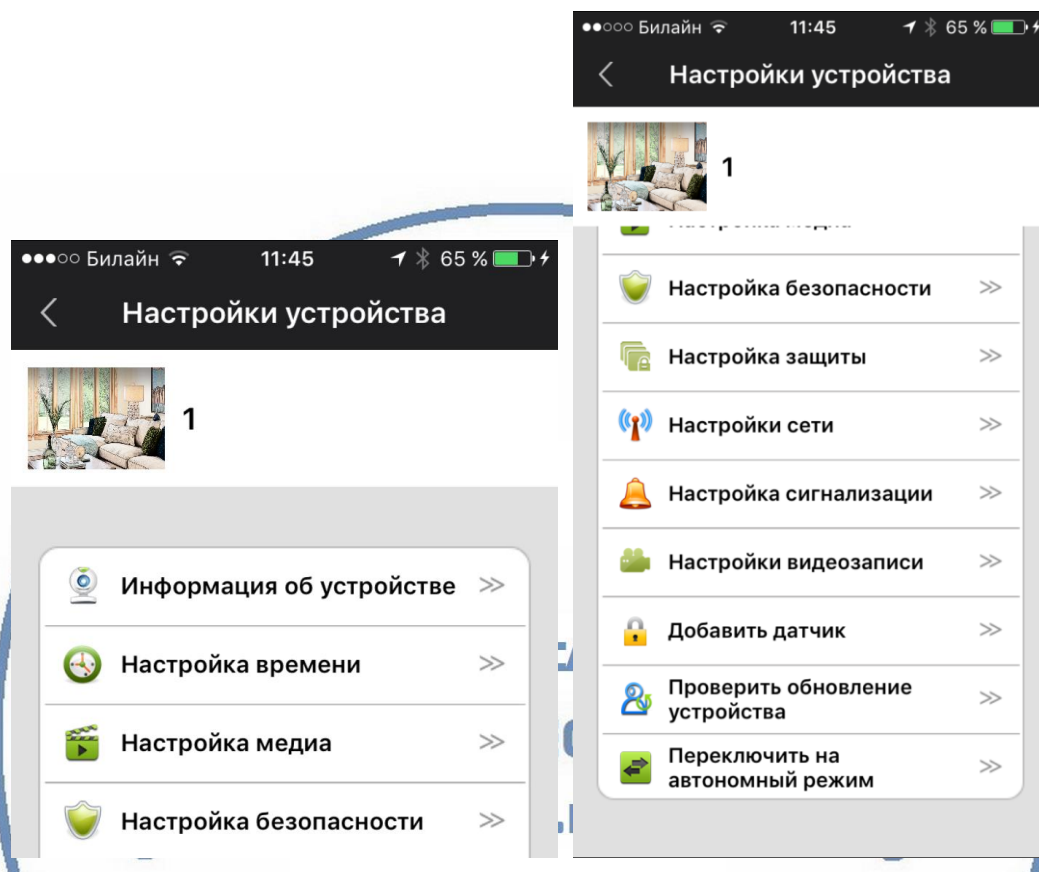 Билайн 11:45 65 %
Настройки устройства
1
Информация об устройстве
Настройка времени
Настройка медиа
Настройка безопасности
Билайн 11:45 65 %
Настройки устройства
1
Настройка безопасности
Настройка защиты
Настройки сети
Настройка сигнализации
Настройки видеозаписи
Добавить датчик
Проверить обновление
устройства
Переключить на
автономный режим